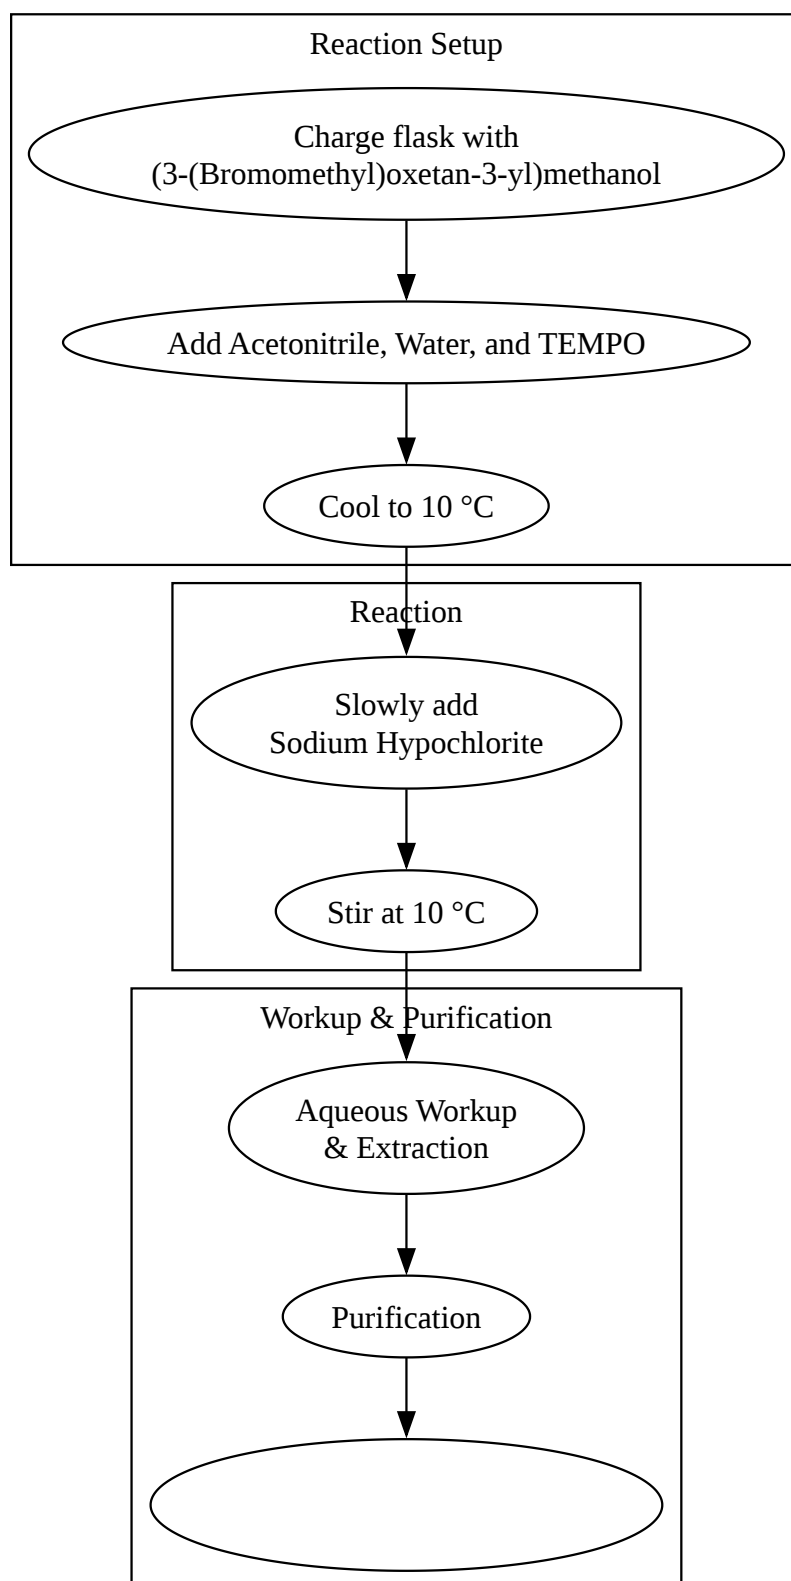 Reaction Setup
Charge flask with
(3-(Bromomethyl)oxetan-3-yl)methanol
Add Acetonitrile, Water, and TEMPO
Cool to 10 °C
Reaction
Slowly add
Sodium Hypochlorite
Stir at 10 °C
Workup & Purification
Aqueous Workup
& Extraction
Purification